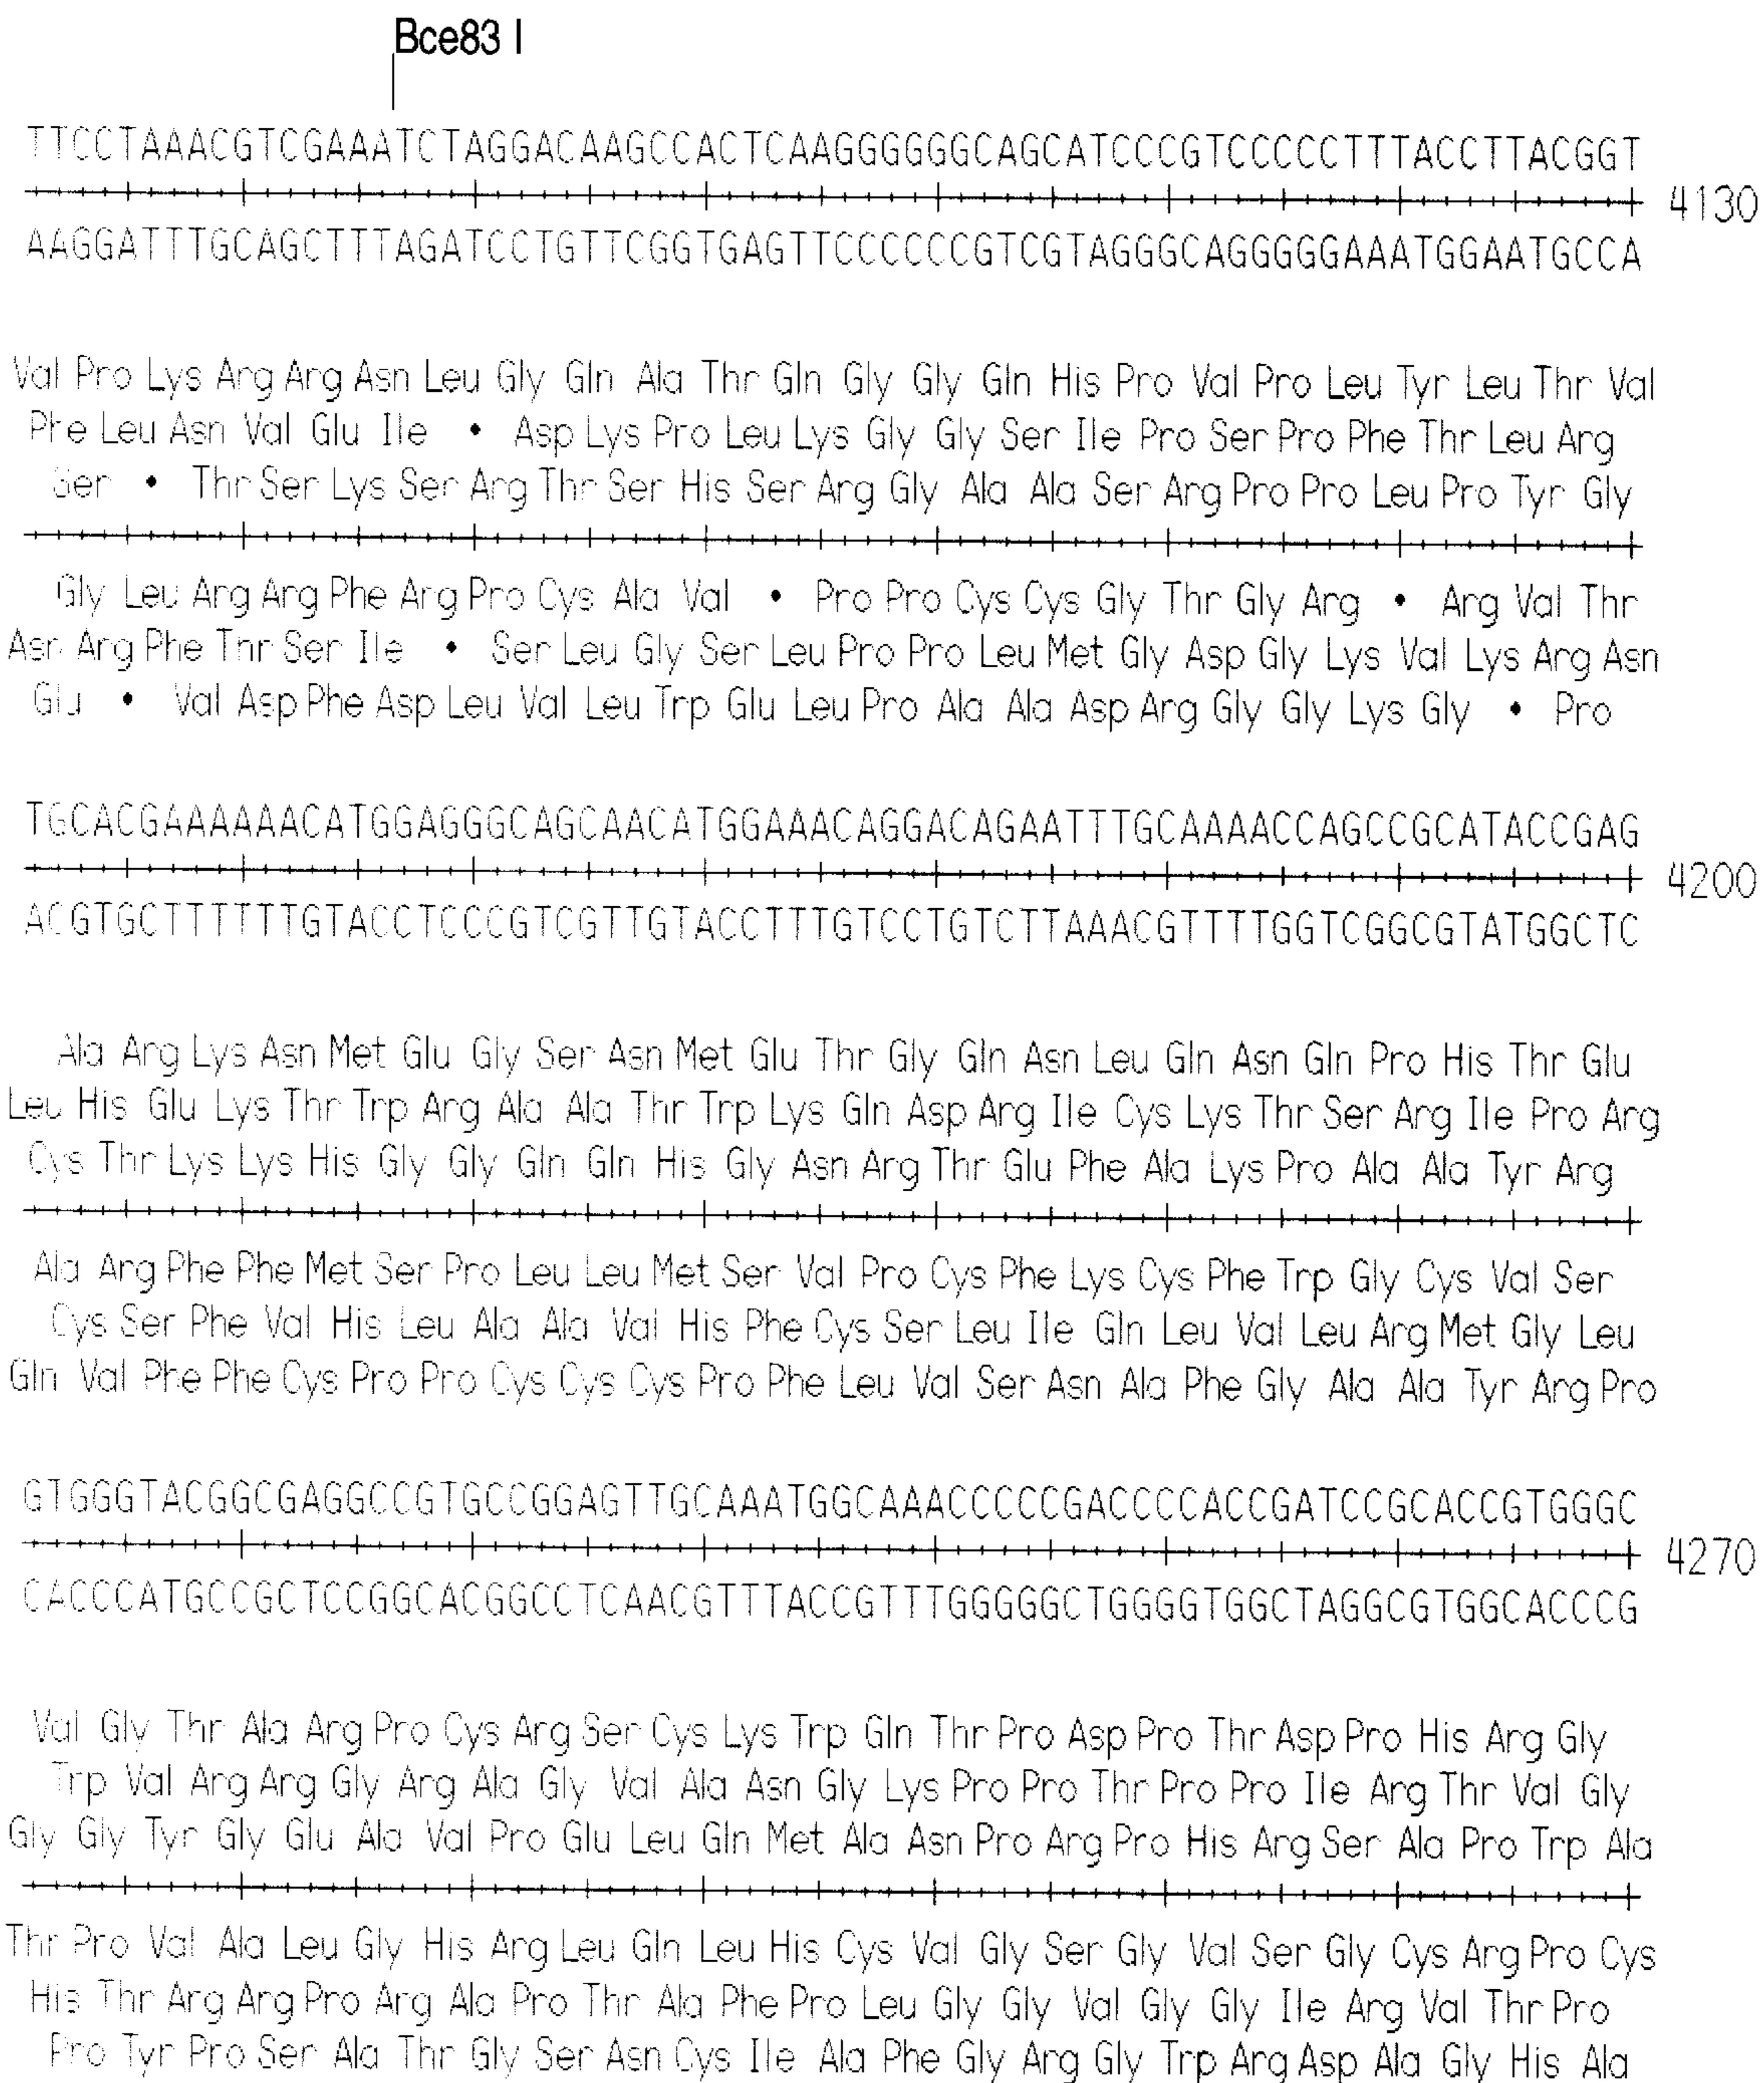 Bce83 I
TTCCTAAACGTCGAAATCTAGGACAAGCCACTCAAGGGGGGCAGCATCCCGTCCCCCTTTACCTTACGGT
4130
AAGGATTTGCAGCTTTAGATCCTGTTCGGTGAGTTCCCCCCGTCGTAGGGCAGGGGGAAATGGAATGCCA
Val Pro Lys Arg Arg Asn Leu Gly Gln Ala Thr Gln Gly Gly Gln His Pro Val Pro Leu Tyr Leu Thr Val
Phe Leu Asn Val Glu Ile • Asp Lys Pro Leu Lys Gly Gly Ser Ile Pro Ser Pro Phe Thr Leu Arg
Ser • Thr Ser Lys Ser Arg Thr Ser His Ser Arg Gly Ala Ala Ser Arg Pro Pro Leu Pro Tyr Gly
Gly Leu Arg Arg Phe Arg Pro Cys Ala Val • Pro Pro Cys Cys Gly Thr Gly Arg • Arg Val Thr
Asn Arg Phe Thr Ser Ile • Ser Leu Gly Ser Leu Pro Pro Leu Met Gly Asp Gly Lys Val Lys Arg Asn
Glu • Val Asp Phe Asp Leu Val Leu Trp Glu Leu Pro Ala Ala Asp Arg Gly Gly Lys Gly • Pro
TGCACGAAAAAACATGGAGGGCAGCAACATGGAAACAGGACAGAATTTGCAAAACCAGCCGCATACCGAG
4200
ACGTGCTTTTTTGTACCTCCCGTCGTTGTACCTTTGTCCTGTCTTAAACGTTTTGGTCGGCGTATGGCTC
Ala Arg Lys Asn Met Glu Gly Ser Asn Met Glu Thr Gly Gln Asn Leu Gln Asn Gln Pro His Thr Glu
Leu His Glu Lys Thr Trp Arg Ala Ala Thr Trp Lys Gln Asp Arg Ile Cys Lys Thr Ser Arg Ile Pro Arg
Cys Thr Lys Lys His Gly Gly Gln Gln His Gly Asn Arg Thr Glu Phe Ala Lys Pro Ala Ala Tyr Arg
Ala Arg Phe Phe Met Ser Pro Leu Leu Met Ser Val Pro Cys Phe Lys Cys Phe Trp Gly Cys Val Ser
Cys Ser Phe Val His Leu Ala Ala Val His Phe Cys Ser Leu Ile Gln Leu Val Leu Arg Met Gly Leu
Gln Val Phe Phe Cys Pro Pro Cys Cys Cys Pro Phe Leu Val Ser Asn Ala Phe Gly Ala Ala Tyr Arg Pro
GTGGGTACGGCGAGGCCGTGCCGGAGTTGCAAATGGCAAACCCCCGACCCCACCGATCCGCACCGTGGGC
4270
CACCCATGCCGCTCCGGCACGGCCTCAACGTTTACCGTTTGGGGGCTGGGGTGGCTAGGCGTGGCACCCG
Val Gly Thr Ala Arg Pro Cys Arg Ser Cys Lys Trp Gln Thr Pro Asp Pro Thr Asp Pro His Arg Gly
Trp Val Arg Arg Gly Arg Ala Gly Val Ala Asn Gly Lys Pro Pro Thr Pro Pro Ile Arg Thr Val Gly
Gly Gly Tyr Gly Glu Ala Val Pro Glu Leu Gln Met Ala Asn Pro Arg Pro His Arg Ser Ala Pro Trp Ala
Thr Pro Val Ala Leu Gly His Arg Leu Gln Leu His Cys Val Gly Ser Gly Val Ser Gly Cys Arg Pro Cys
His Thr Arg Arg Pro Arg Ala Pro Thr Ala Phe Pro Leu Gly Gly Val Gly Gly Ile Arg Val Thr Pro
Pro Tyr Pro Ser Ala Thr Gly Ser Asn Cys Ile Ala Phe Gly Arg Gly Trp Arg Asp Ala Gly His Ala